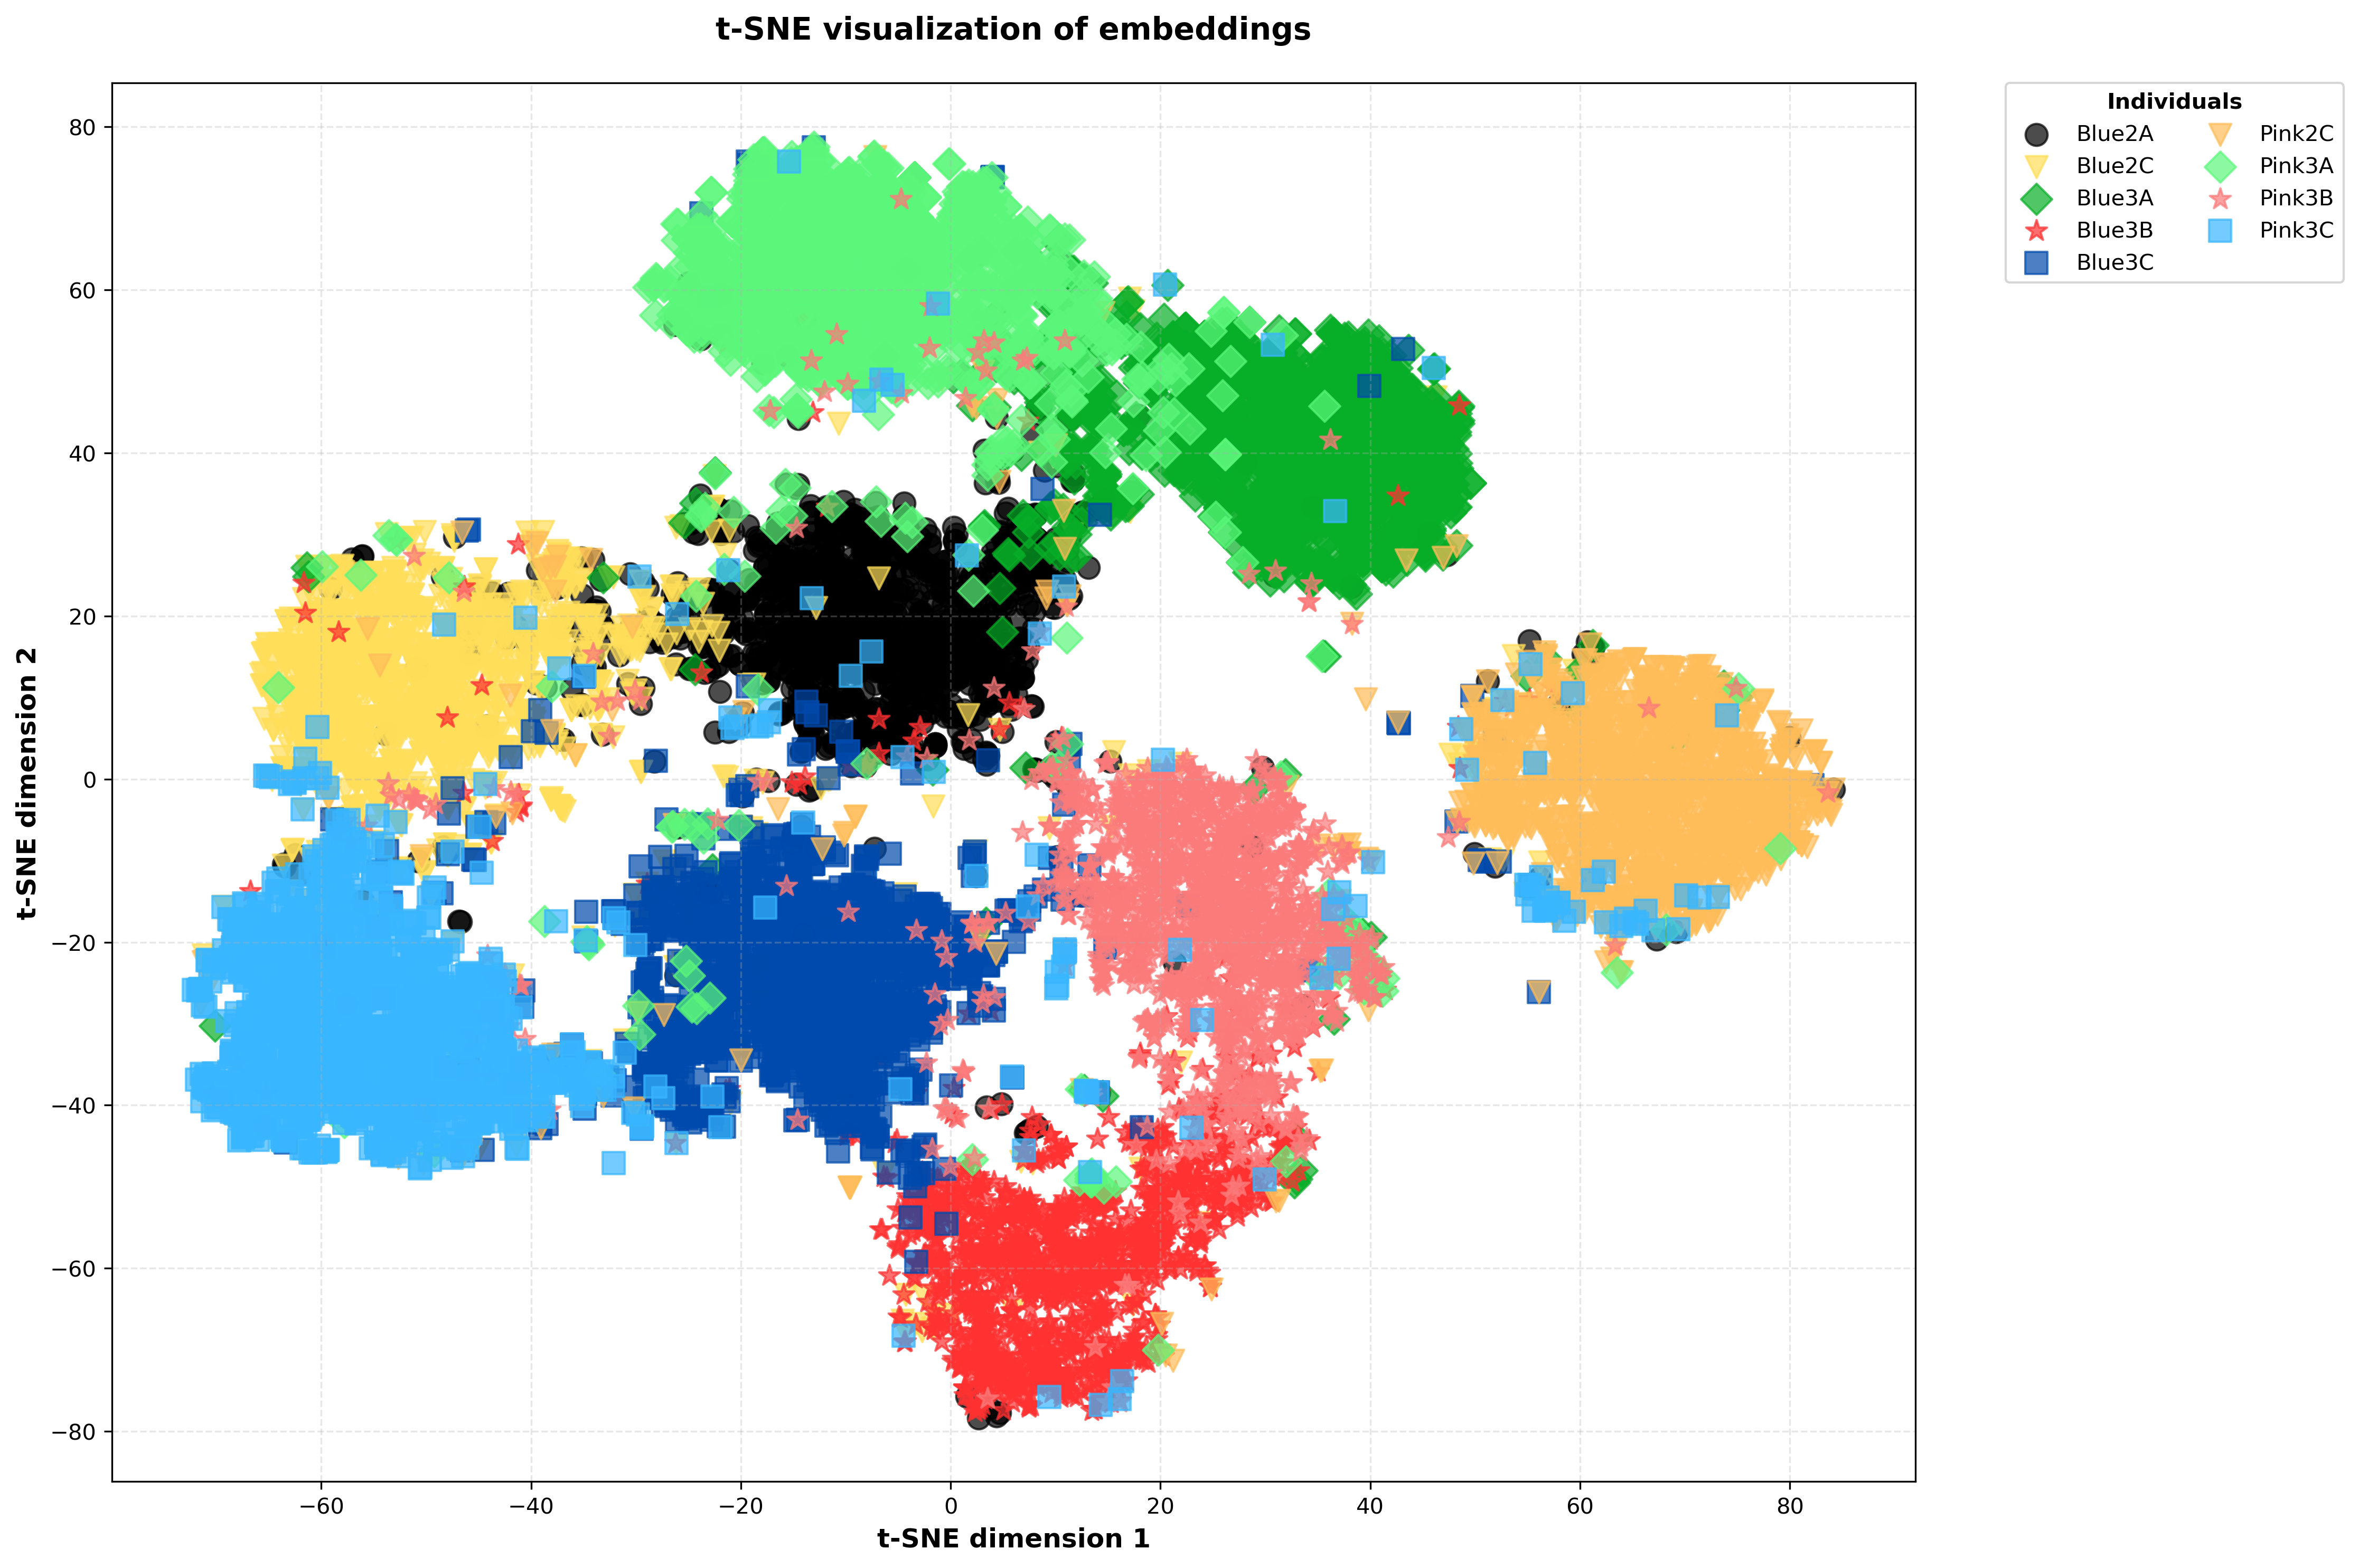 t-SNE visualization of embeddings
Individuals
Blue2A
Blue2C
Blue3A
Blue3B
Blue3C
Pink2C
Pink3A
Pink3B
Pink3C
t-SNE dimension 2
80
60
40
20
0
−20
−40
−60
−80
−60
−40
−20
0
20
40
60
80
t-SNE dimension 1